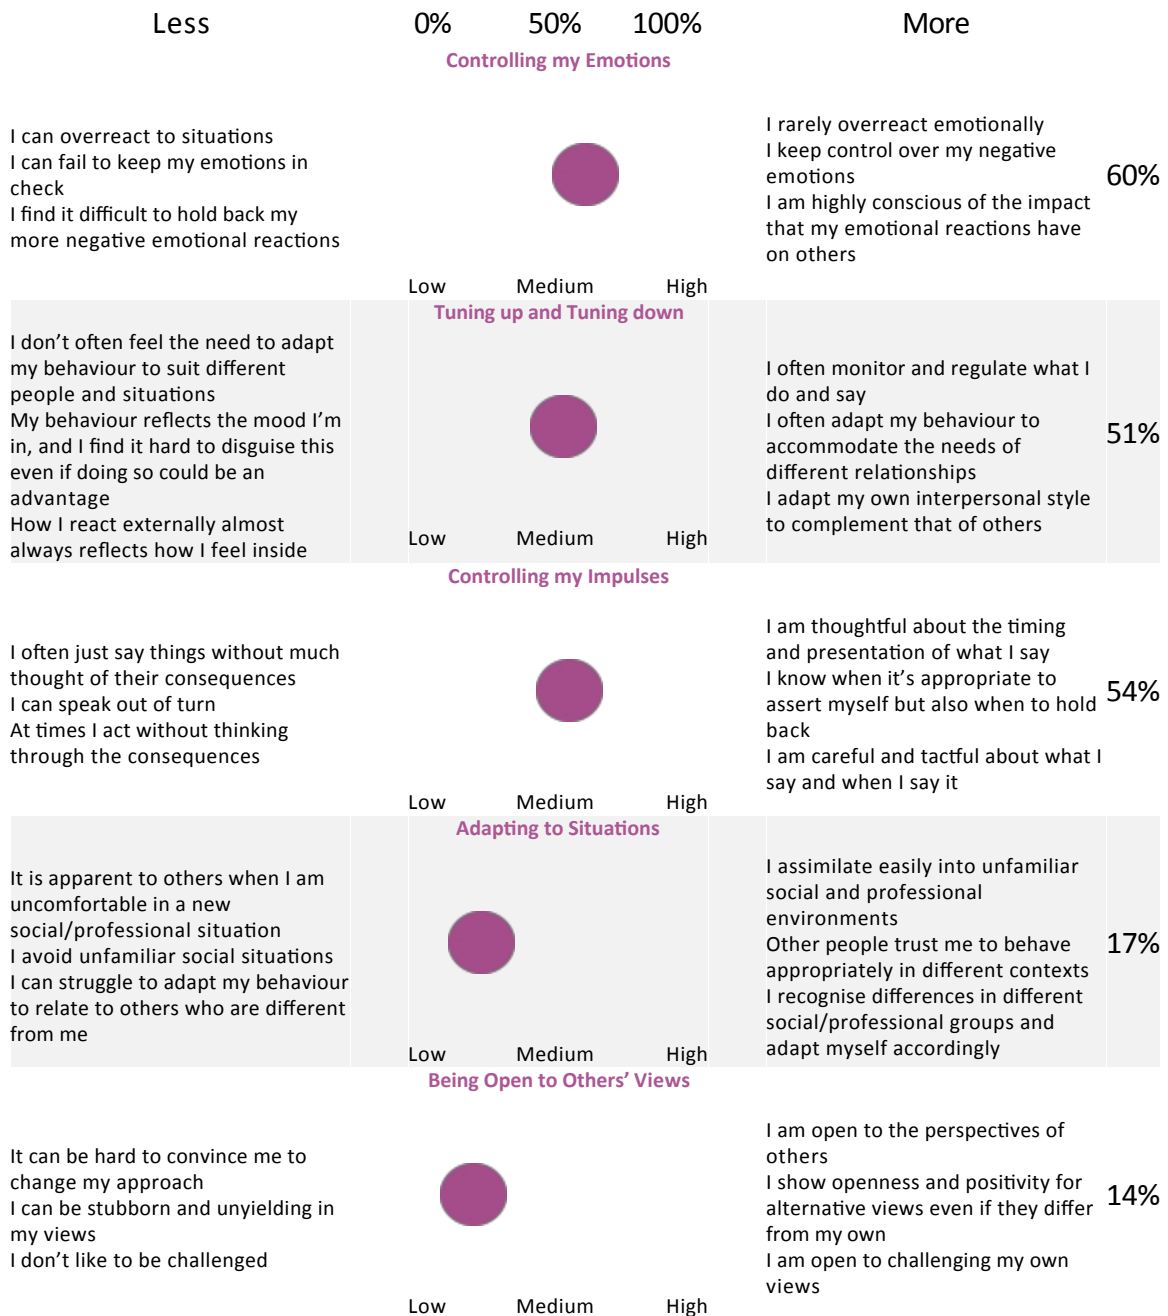 Less 0% 50% 100% More
Controlling my Emotions
I can overreact to situations
I can fail to keep my emotions in
check
I find it difficult to hold back my
more negative emotional reactions
I rarely overreact emotionally
I keep control over my negative
emotions
I am highly conscious of the impact
that my emotional reactions have
on others
60%
Low Medium High
Tuning up and Tuning down
I don’t often feel the need to adapt
my behaviour to suit different
people and situations
My behaviour reflects the mood I’m
in, and I find it hard to disguise this
even if doing so could be an
advantage
How I react externally almost
always reflects how I feel inside
I often monitor and regulate what I
do and say
I often adapt my behaviour to
accommodate the needs of
different relationships
I adapt my own interpersonal style
to complement that of others
51%
Low Medium High
Controlling my Impulses
I often just say things without much
thought of their consequences
I can speak out of turn
At times I act without thinking
through the consequences
I am thoughtful about the timing
and presentation of what I say
I know when it’s appropriate to
assert myself but also when to hold
back
I am careful and tactful about what I
say and when I say it
54%
Low Medium High
Adapting to Situations
It is apparent to others when I am
uncomfortable in a new
social/professional situation
I avoid unfamiliar social situations
I can struggle to adapt my behaviour
to relate to others who are different
from me
I assimilate easily into unfamiliar
social and professional
environments
Other people trust me to behave
appropriately in different contexts
I recognise differences in different
social/professional groups and
adapt myself accordingly
17%
Low Medium High
Being Open to Others’ Views
It can be hard to convince me to
change my approach
I can be stubborn and unyielding in
my views
I don’t like to be challenged
I am open to the perspectives of
others
I show openness and positivity for
alternative views even if they differ
from my own
I am open to challenging my own
views
14%
Low Medium High